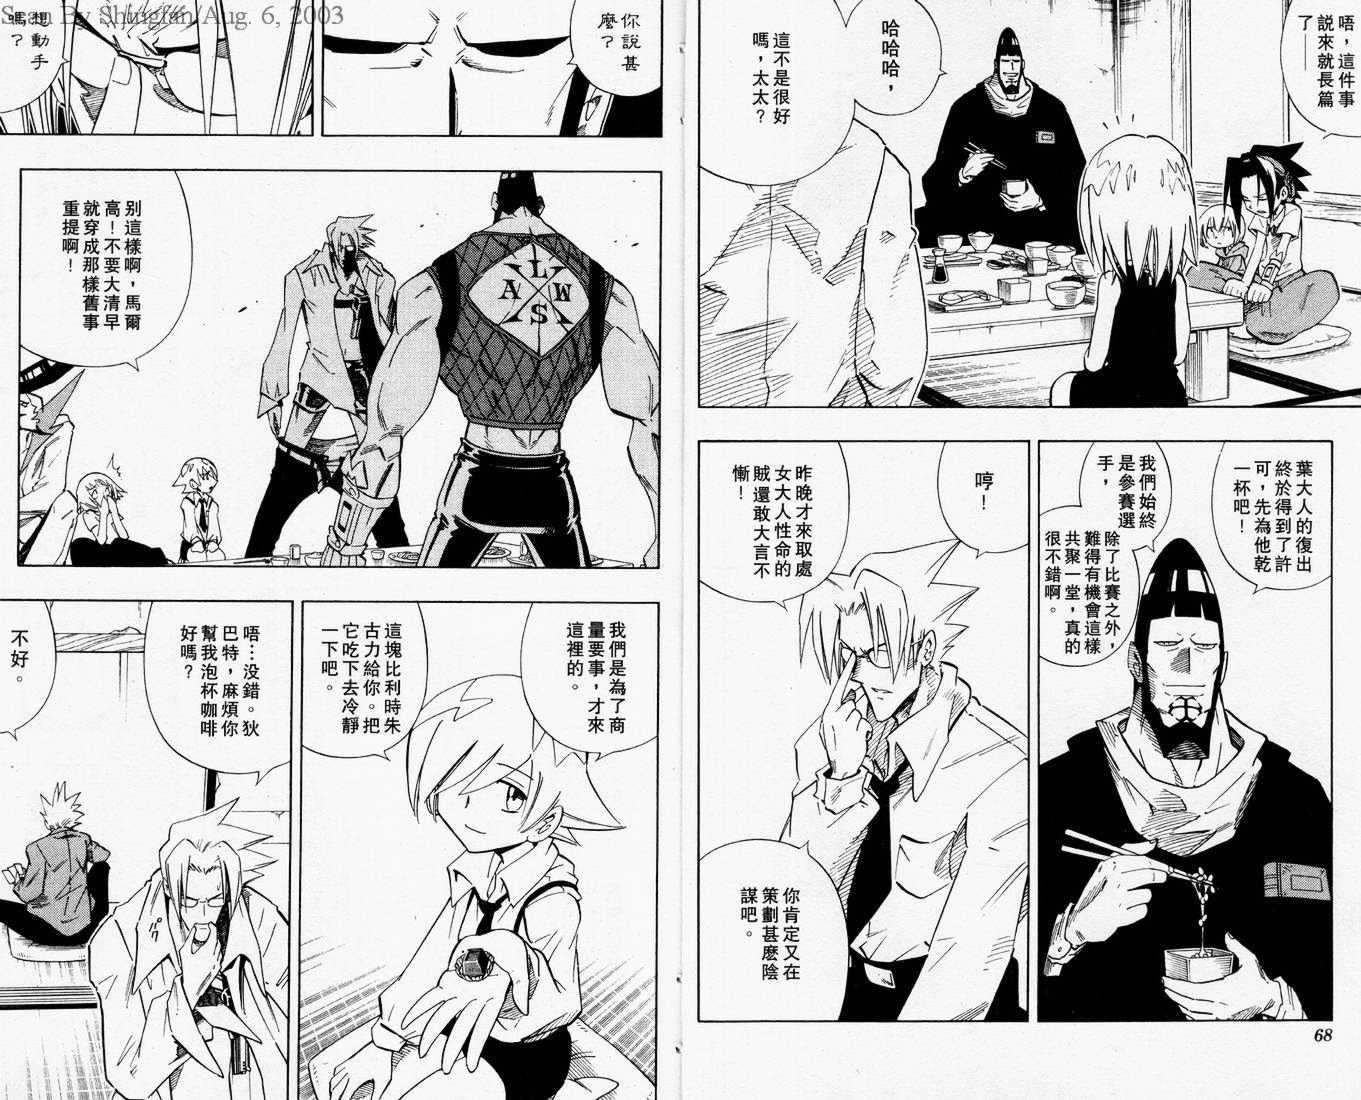 Scan By Shingfan/Aug. 6, 2003
唔，這件事
説來就長篇
了——
哈哈哈，
這不是很好
嗎，太太？
葉大人的復出
終於得到了許
可，先為他乾
一杯吧！
我們始終
是參賽選
手，
除了比賽之外，
難得有機會這樣
共聚一堂，真的
很不錯啊。
哼！
昨晚才來取處
女大人性命的
賊還敢大言不
慚！
你肯定又在
策劃甚麽陰
謀吧。
68
你說甚
麽？
想動手
嗎？
別這樣啊，馬爾
高！不要大清早
就穿成那樣舊事
重提啊！
L
A W
S
我們是為了商
量要事，才來
這裡的。
這塊比利時朱
古力給你。把
它吃下去冷靜
一下吧。
唔…没錯。狄
巴特，麻煩你
幫我泡杯咖啡
好嗎？
不好。